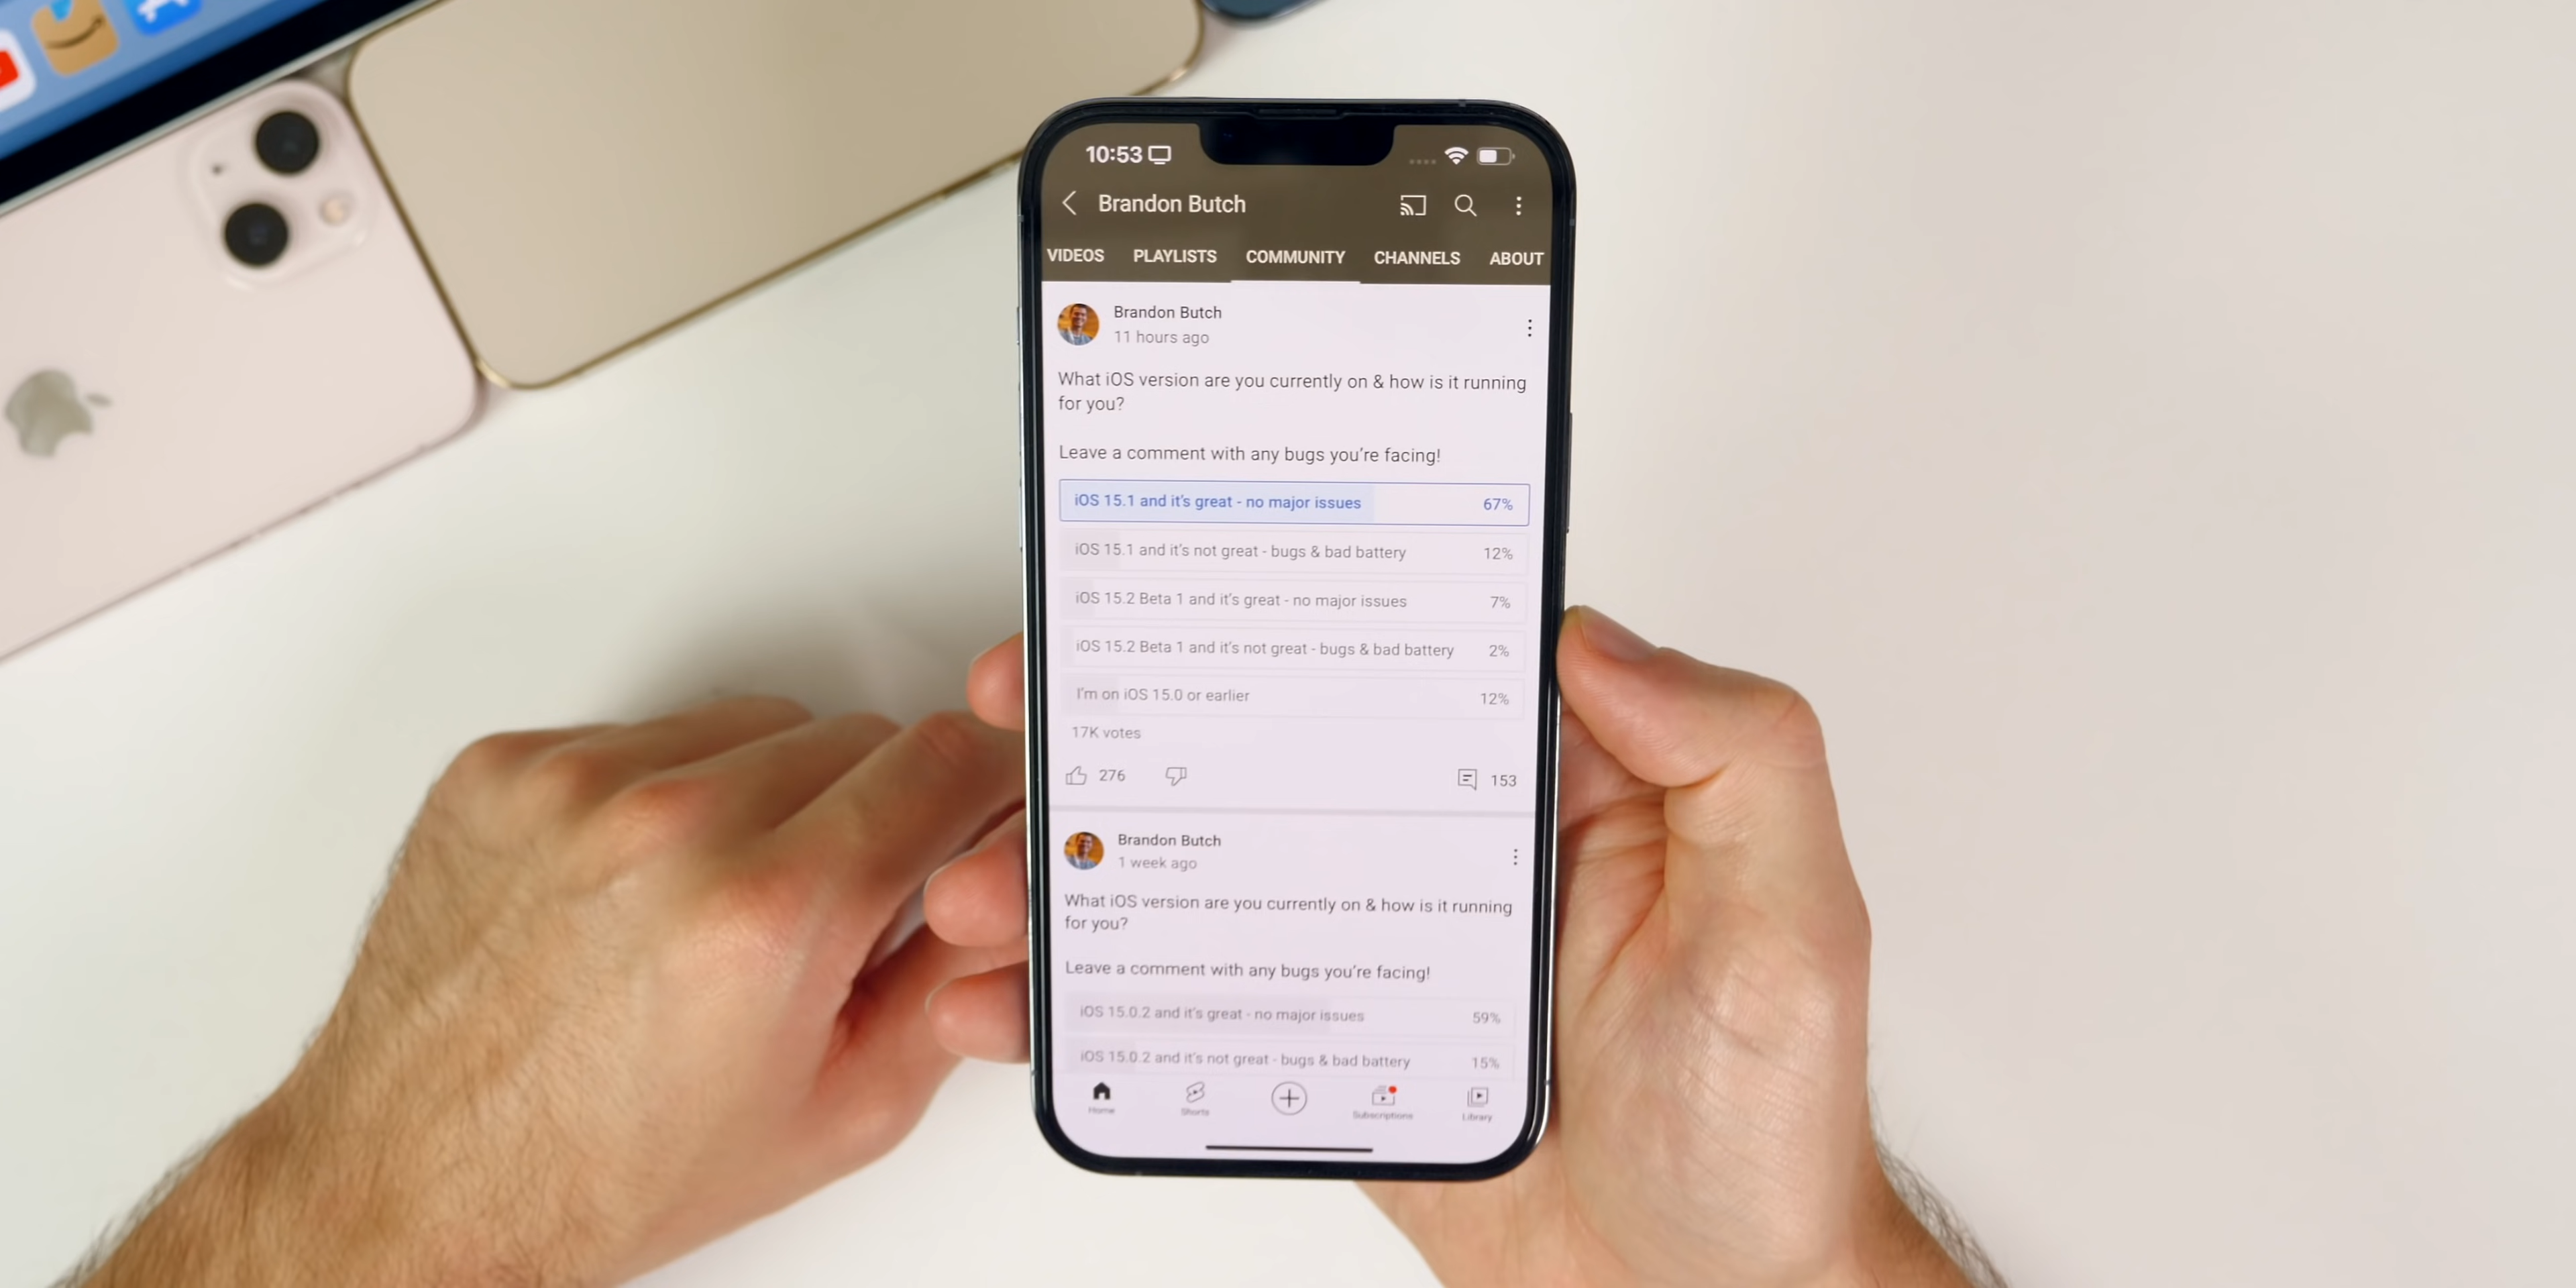 10:53
Brandon Butch
VIDEOS PLAYLISTS COMMUNITY CHANNELS ABOUT
Brandon Butch
11 hours ago
What iOS version are you currently on & how is it running
for you?
Leave a comment with any bugs you're facing!
iOS 15.1 and it's great - no major issues 67%
iOS 15.1 and it's not great - bugs & bad battery 12%
iOS 15.2 Beta 1 and it's great - no major issues 7%
iOS 15.2 Beta 1 and it's not great - bugs & bad battery 2%
I'm on iOS 15.0 or earlier 12%
17K votes
276 153
Brandon Butch
1 week ago
What iOS version are you currently on & how is it running
for you?
Leave a comment with any bugs you're facing!
iOS 15.0.2 and it's great - no major issues 59%
iOS 15.0.2 and it's not great - bugs & bad battery 15%
Home Shorts Subscriptions Library